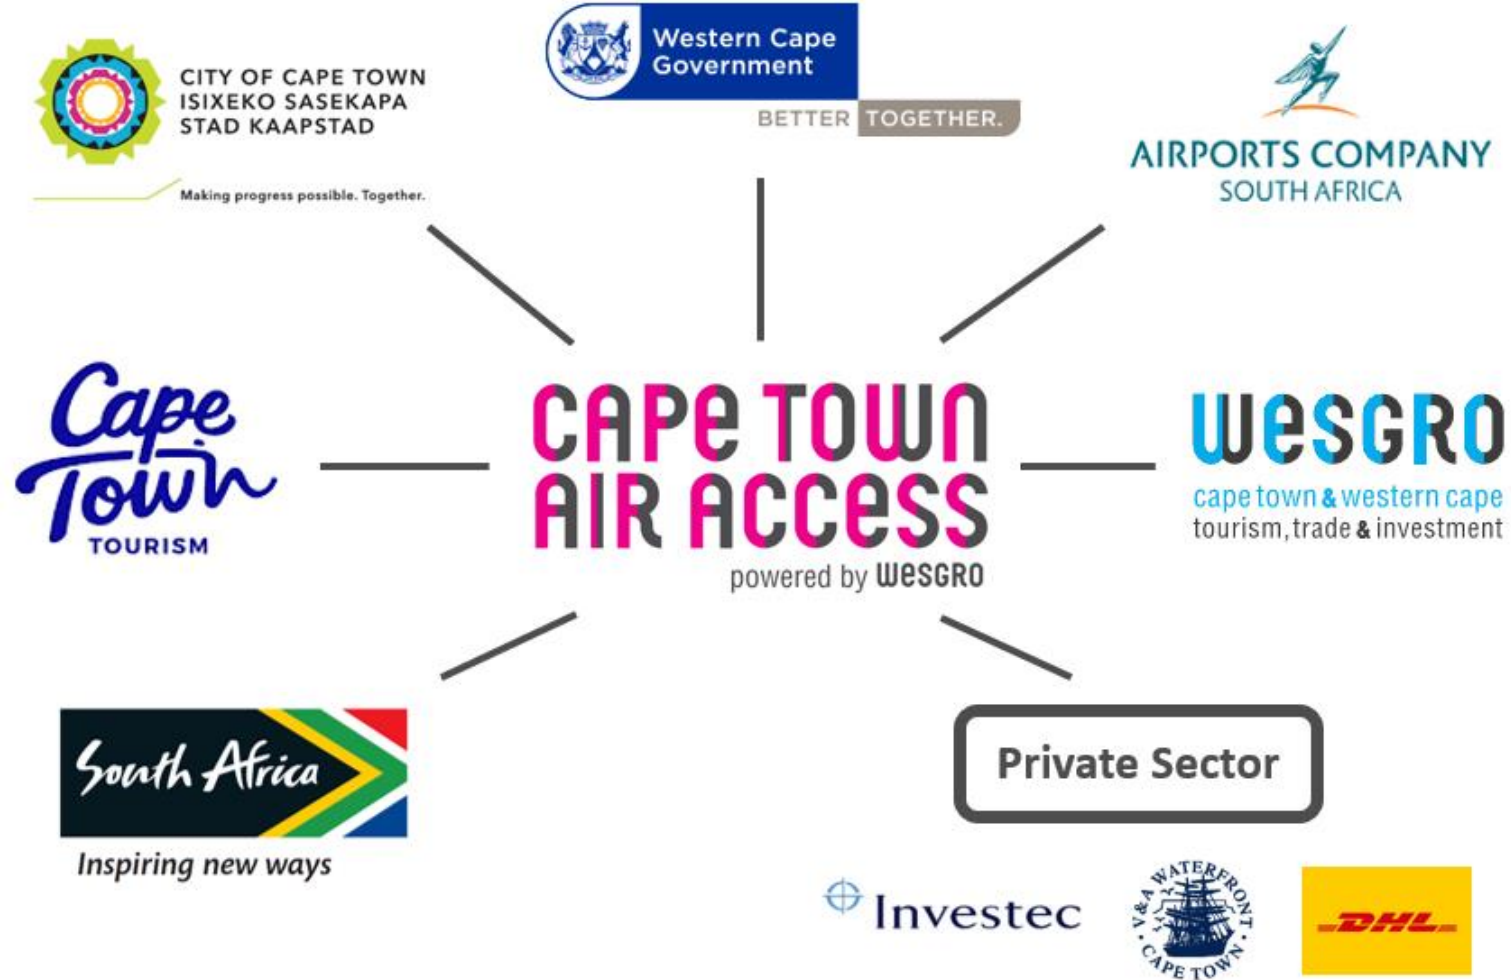 CITY OF CAPE TOWN
ISIXEKO SASEKAPA
STAD KAAPSTAD
Making progress possible. Together.
Western Cape
Government
BETTER TOGETHER.
AIRPORTS COMPANY
SOUTH AFRICA
Cape
Town
TOURISM
CAPE TOWN
AIR ACCESS
powered by WESGRO
WESGRO
cape town & western cape
tourism, trade & investment
South Africa
Inspiring new ways
Private Sector
Investec
V&A WATERFRONT
CAPE TOWN
DHL